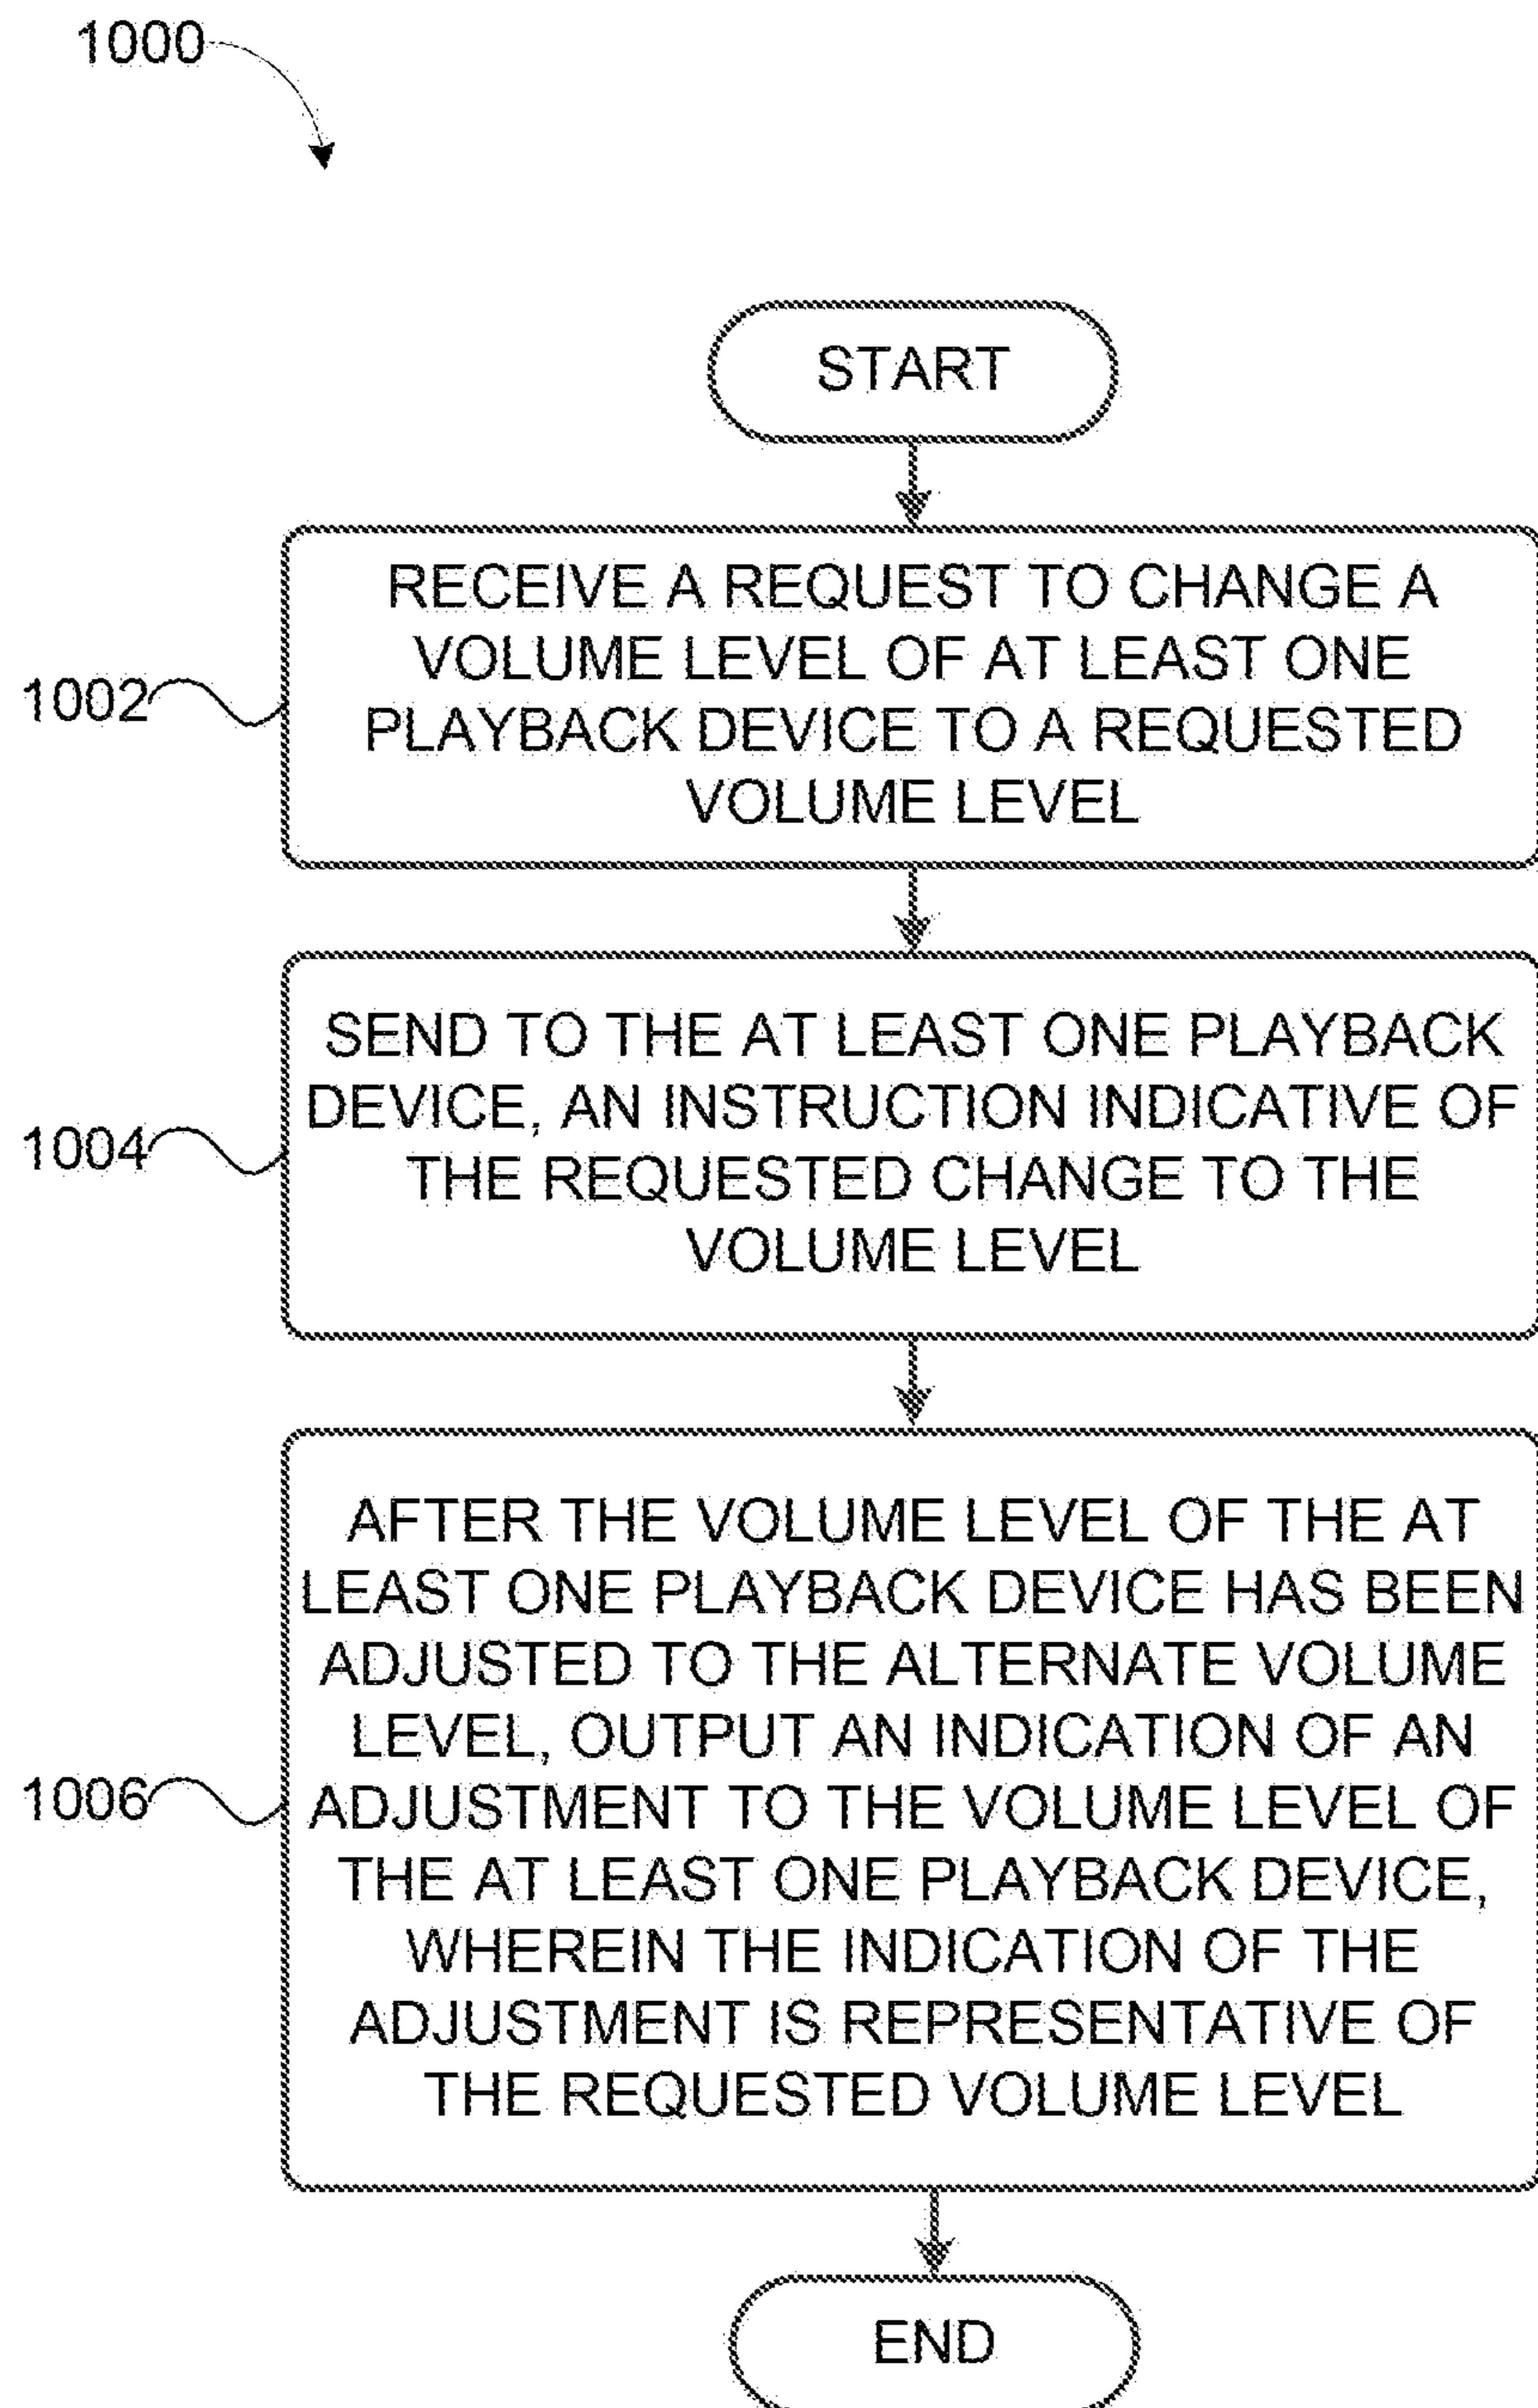 1000
START
RECEIVE A REQUEST TO CHANGE A
VOLUME LEVEL OF AT LEAST ONE
PLAYBACK DEVICE TO A REQUESTED
VOLUME LEVEL
1002
SEND TO THE AT LEAST ONE PLAYBACK
DEVICE, AN INSTRUCTION INDICATIVE OF
THE REQUESTED CHANGE TO THE
VOLUME LEVEL
1004
AFTER THE VOLUME LEVEL OF THE AT
LEAST ONE PLAYBACK DEVICE HAS BEEN
ADJUSTED TO THE ALTERNATE VOLUME
LEVEL, OUTPUT AN INDICATION OF AN
ADJUSTMENT TO THE VOLUME LEVEL OF
THE AT LEAST ONE PLAYBACK DEVICE,
WHEREIN THE INDICATION OF THE
ADJUSTMENT IS REPRESENTATIVE OF
THE REQUESTED VOLUME LEVEL
1006
END